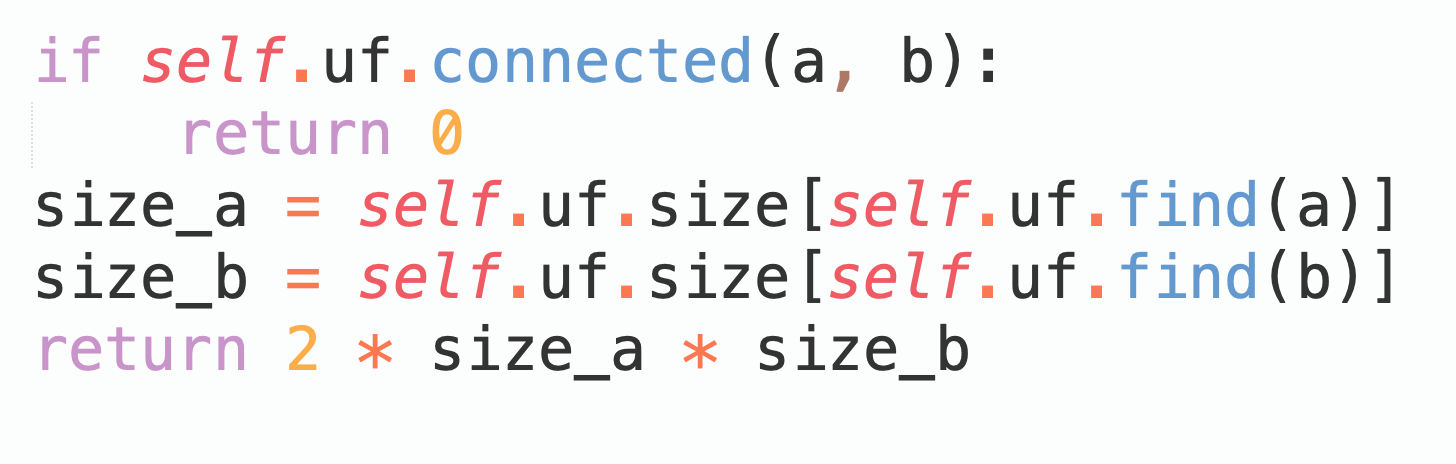 if self.uf.connected(a, b):
    return 0
size_a = self.uf.size[self.uf.find(a)]
size_b = self.uf.size[self.uf.find(b)]
return 2 * size_a * size_b